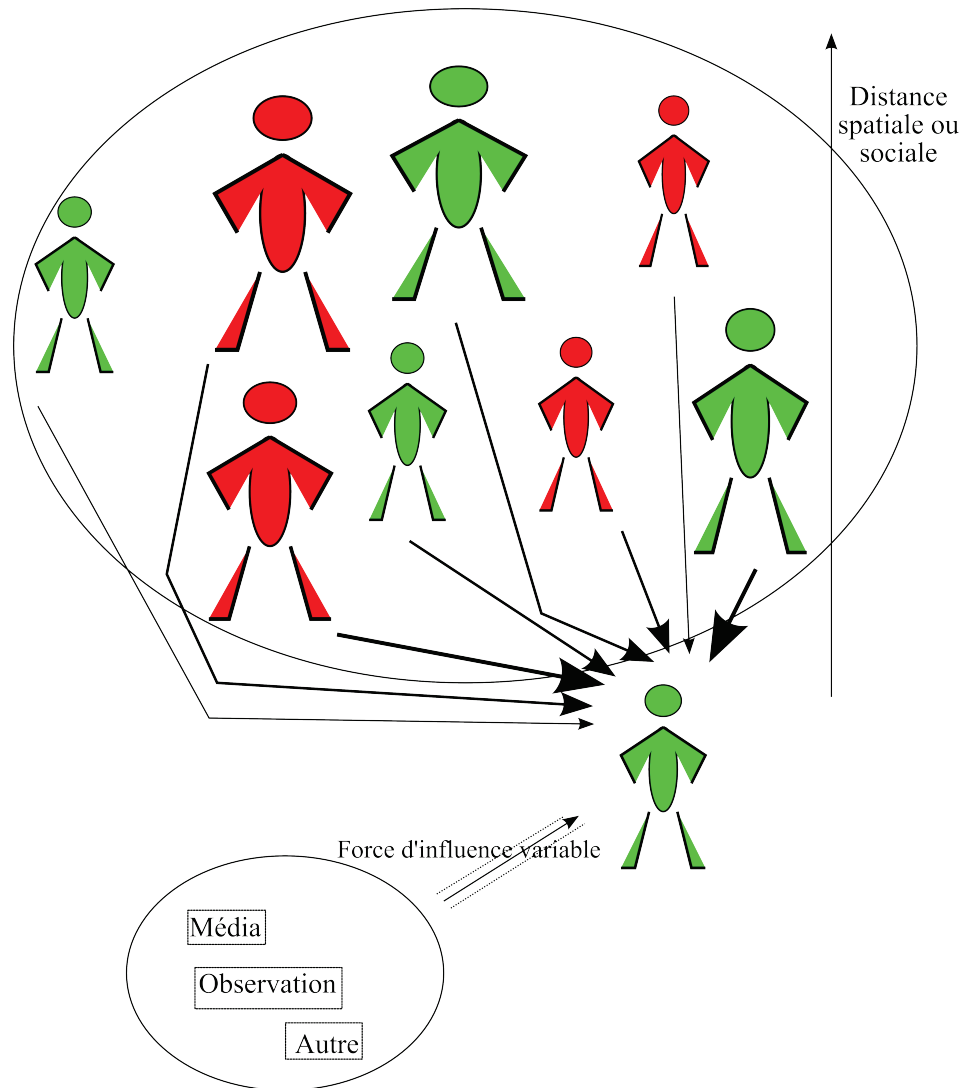 Distance
spatiale ou
sociale
Force d'influence variable
Média
Observation
Autre